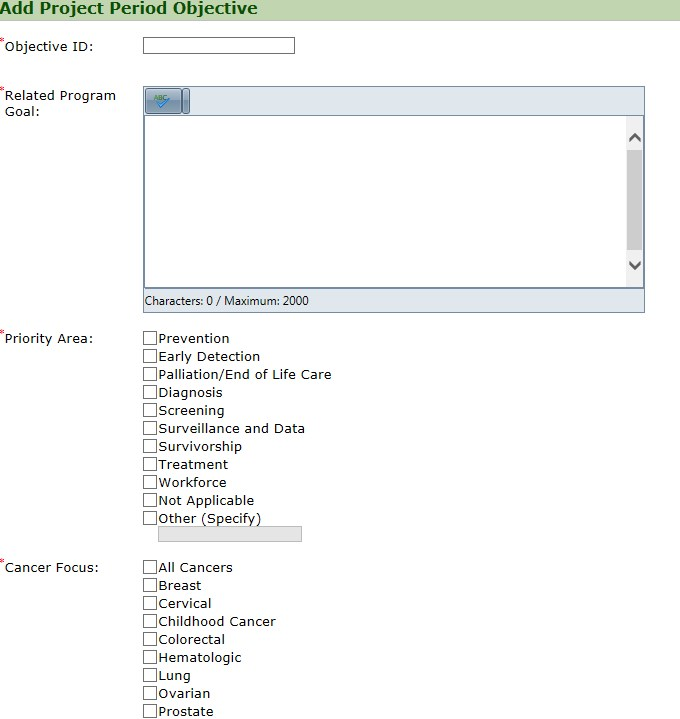 Add Project Period Objective
*Objective ID:
*Related Program
Goal:
ABC
Characters: 0 / Maximum: 2000
*Priority Area:
Prevention
Early Detection
Palliation/End of Life Care
Diagnosis
Screening
Surveillance and Data
Survivorship
Treatment
Workforce
Not Applicable
Other (Specify)
*Cancer Focus:
All Cancers
Breast
Cervical
Childhood Cancer
Colorectal
Hematologic
Lung
Ovarian
Prostate